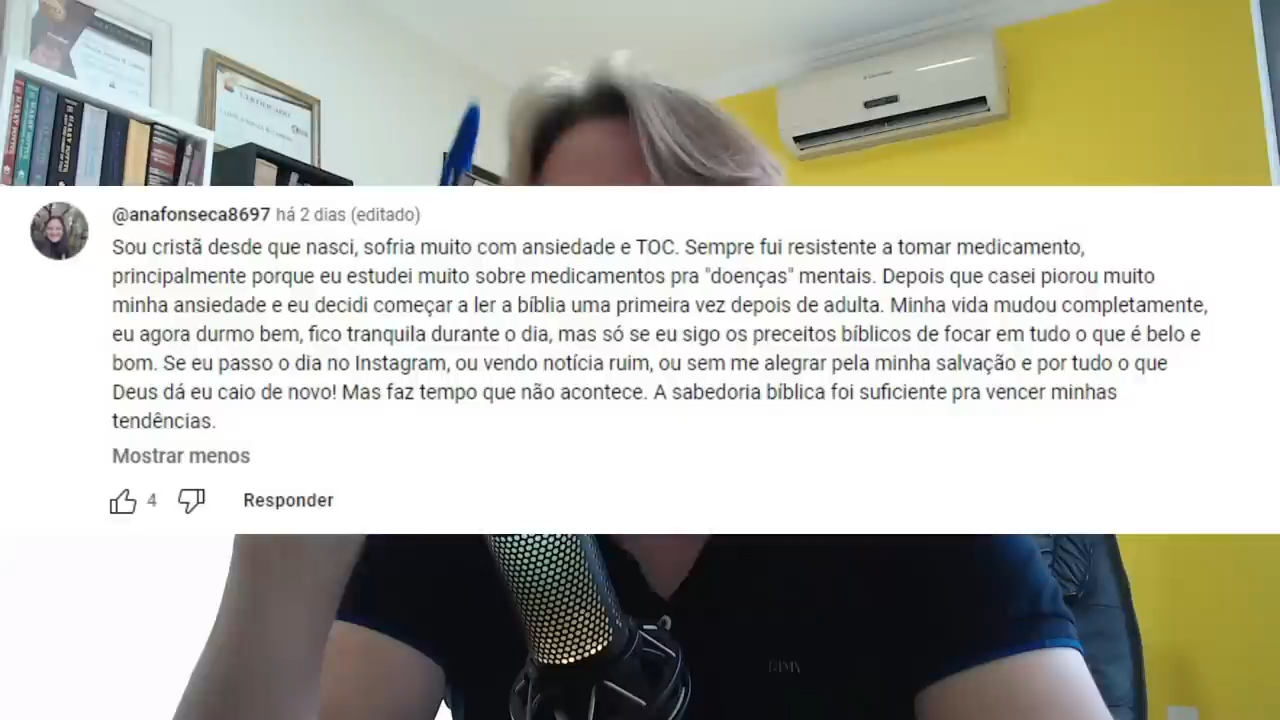 CERTIFICADO
HARRY POTTER
@anafonseca8697 há 2 dias (editado)
Sou cristã desde que nasci, sofria muito com ansiedade e TOC. Sempre fui resistente a tomar medicamento,
principalmente porque eu estudei muito sobre medicamentos pra "doenças" mentais. Depois que casei piorou muito
minha ansiedade e eu decidi começar a ler a bíblia uma primeira vez depois de adulta. Minha vida mudou completamente,
eu agora durmo bem, fico tranquila durante o dia, mas só se eu sigo os preceitos bíblicos de focar em tudo o que é belo e
bom. Se eu passo o dia no Instagram, ou vendo notícia ruim, ou sem me alegrar pela minha salvação e por tudo o que
Deus dá eu caio de novo! Mas faz tempo que não acontece. A sabedoria bíblica foi suficiente pra vencer minhas
tendências.
Mostrar menos
4 Responder